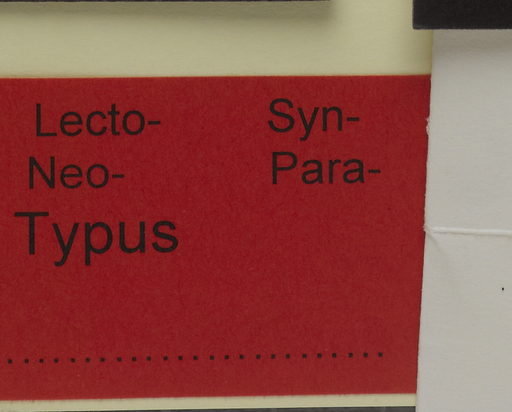 Lecto- Syn-
Neo- Para-
Typus